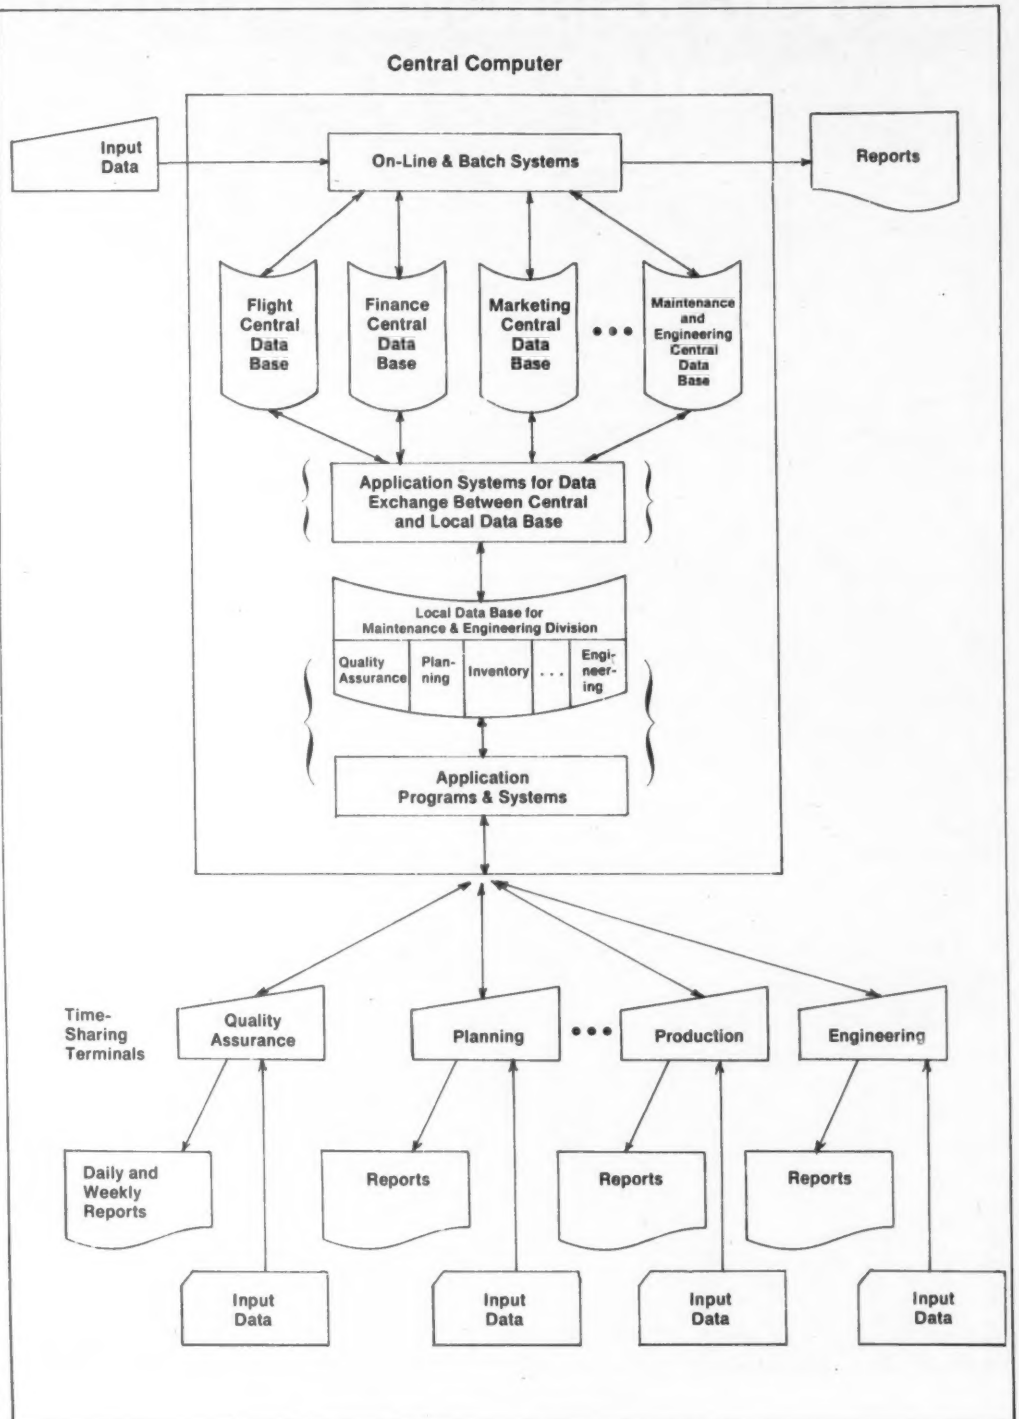 Central Computer
Input
Data
On-Line & Batch Systems
Reports
Flight
Central
Data
Base
Finance
Central
Data
Base
Marketing
Central
Data
Base
Maintenance
and
Engineering
Central
Data
Base
Application Systems for Data
Exchange Between Central
and Local Data Base
Local Data Base for
Maintenance & Engineering Division
Quality
Assurance
Plan-
ning
Inventory
...
Engi-
neer-
ing
Application
Programs & Systems
Time-
Sharing
Terminals
Quality
Assurance
Planning
Production
Engineering
Daily and
Weekly
Reports
Reports
Reports
Reports
Input
Data
Input
Data
Input
Data
Input
Data